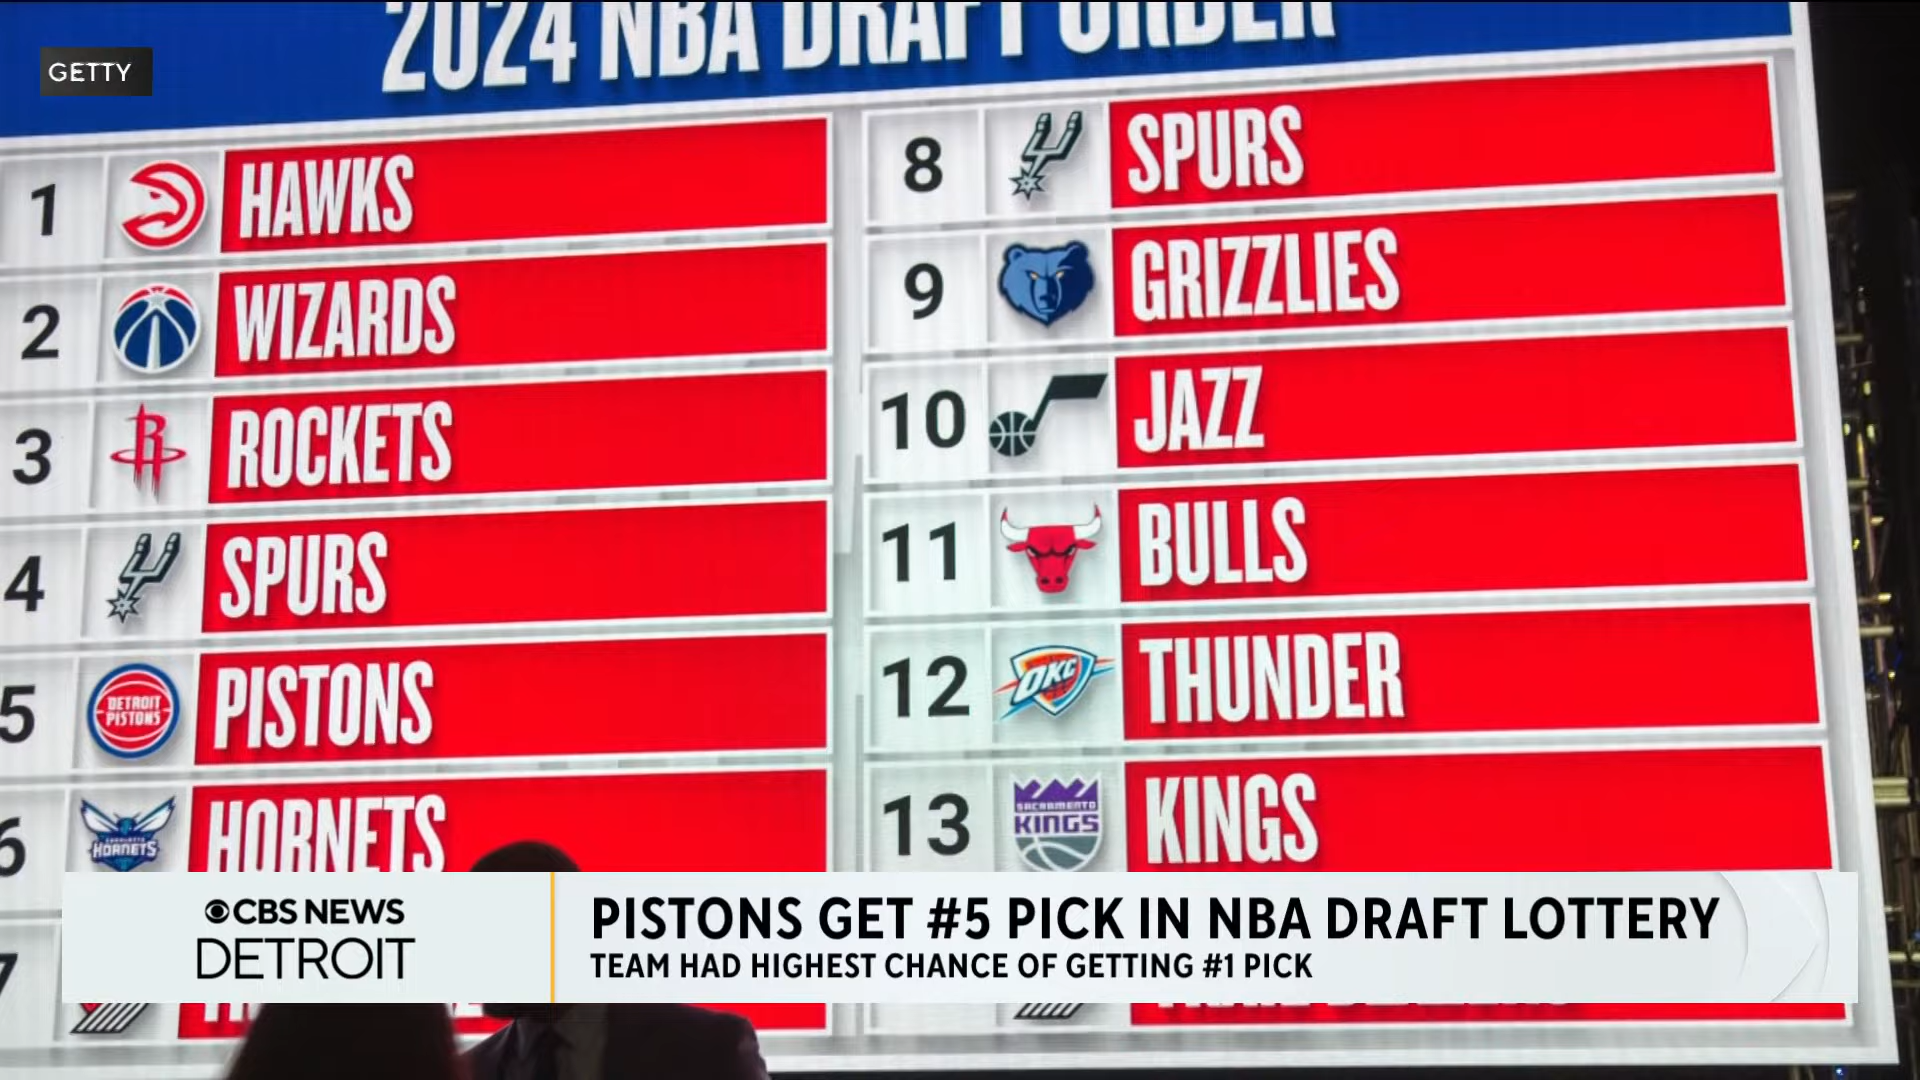 GETTY
2024 NBA DRAFT ORDER
1 HAWKS
2 WIZARDS
3 ROCKETS
4 SPURS
5 DETROIT PISTONS PISTONS
6 HORNETS HORNETS
7
8 SPURS
9 GRIZZLIES
10 JAZZ
11 BULLS
12 OKC THUNDER
13 SACRAMENTO KINGS KINGS
CBS NEWS
DETROIT
PISTONS GET #5 PICK IN NBA DRAFT LOTTERY
TEAM HAD HIGHEST CHANCE OF GETTING #1 PICK